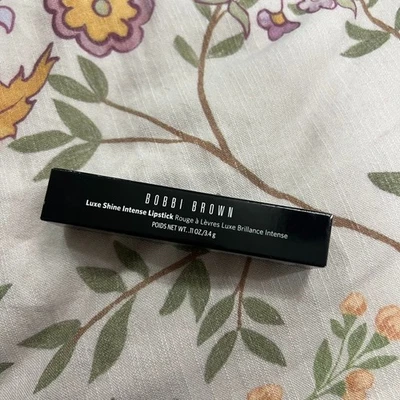 BOBBI BROWN
Luxe Shine Intense Lipstick Rouge à Lèvres Luxe Brillance Intense
POIDS NET WT. .11 OZ./3.4 g